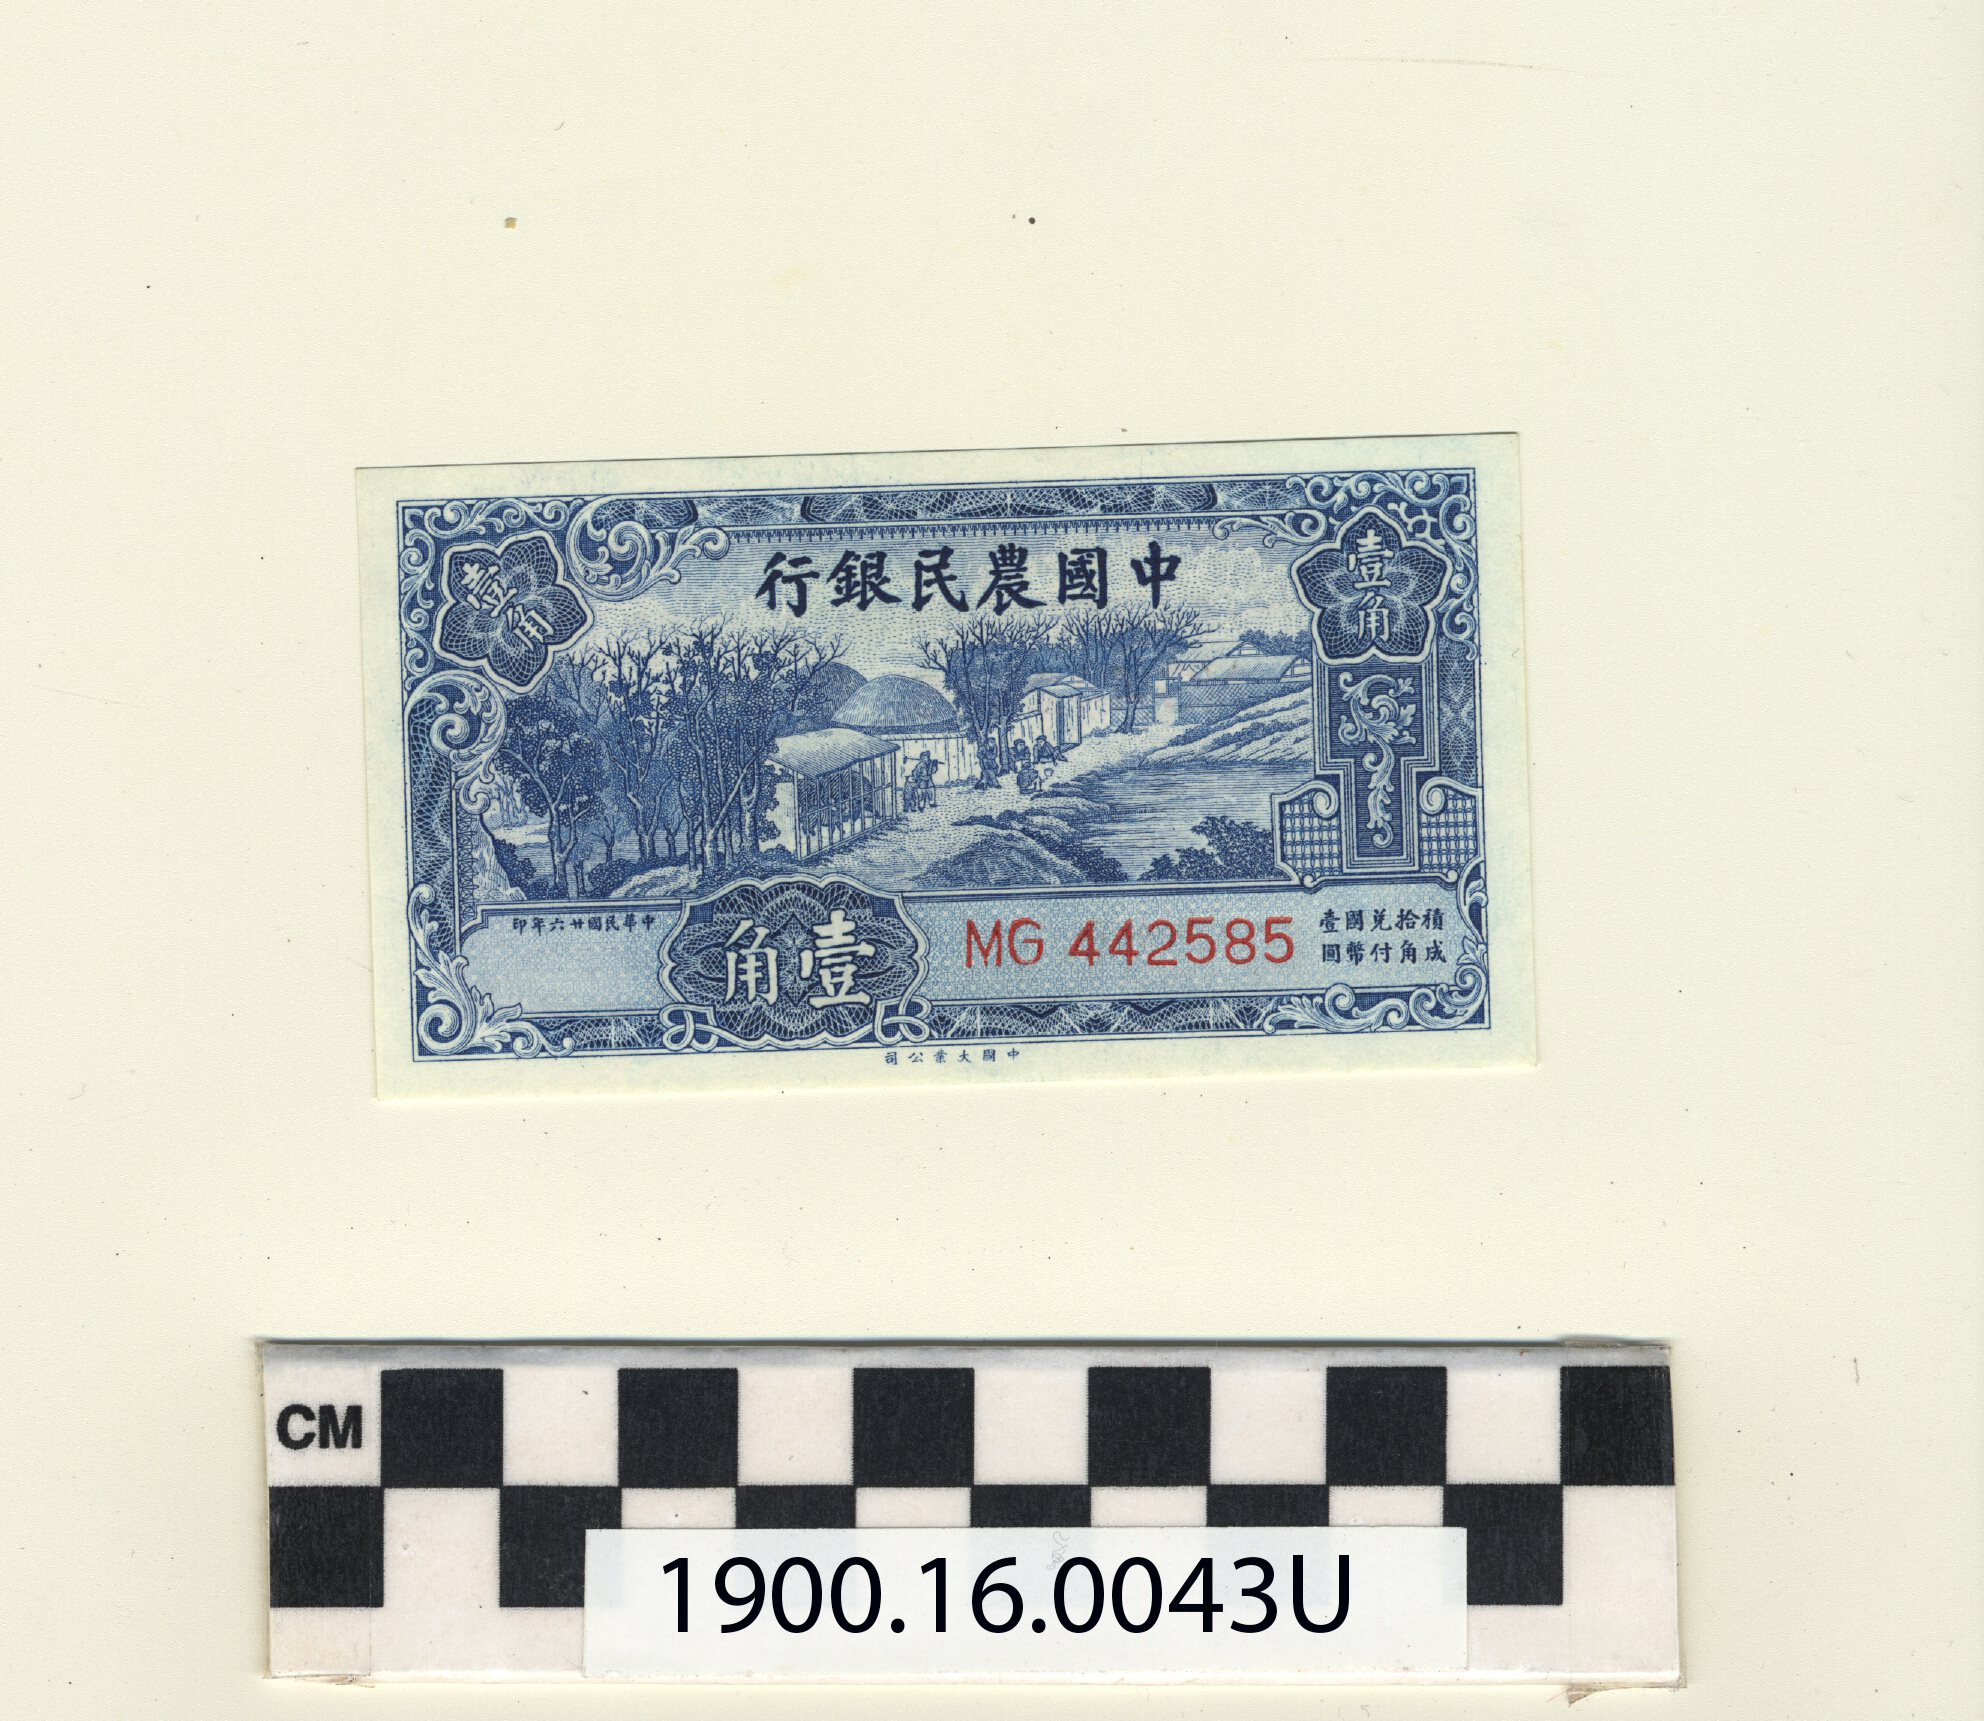 中國農民銀行
壹角
壹角
中華民國廿六年印
壹角
MG 442585
積成拾角兌付國幣壹圓
中國大業公司
CM
1900.16.0043U